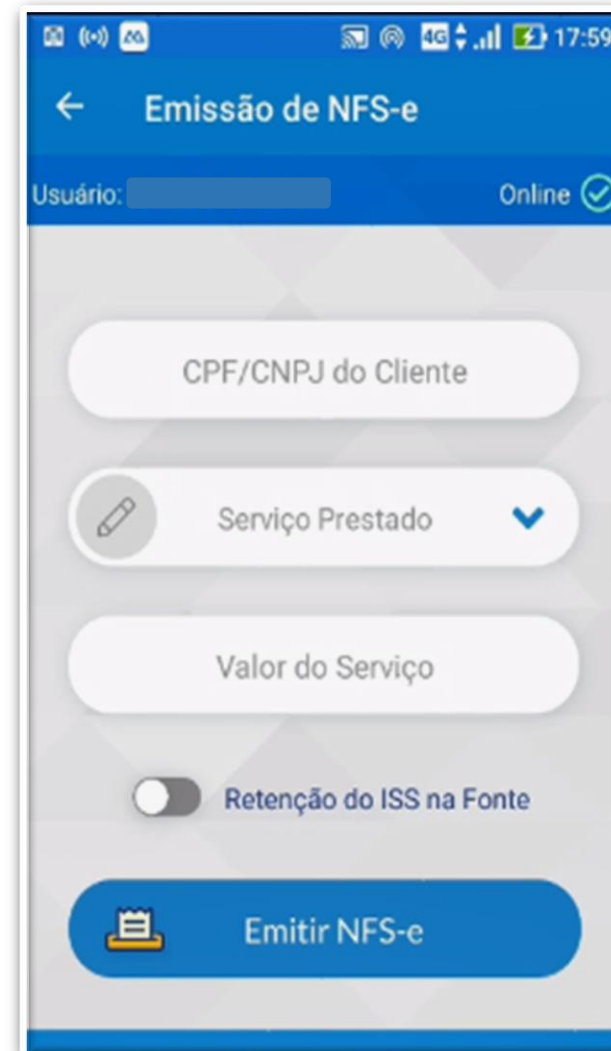 4G 17:59
Emissão de NFS-e
Usuário: Online
CPF/CNPJ do Cliente
Serviço Prestado
Valor do Serviço
Retenção do ISS na Fonte
Emitir NFS-e